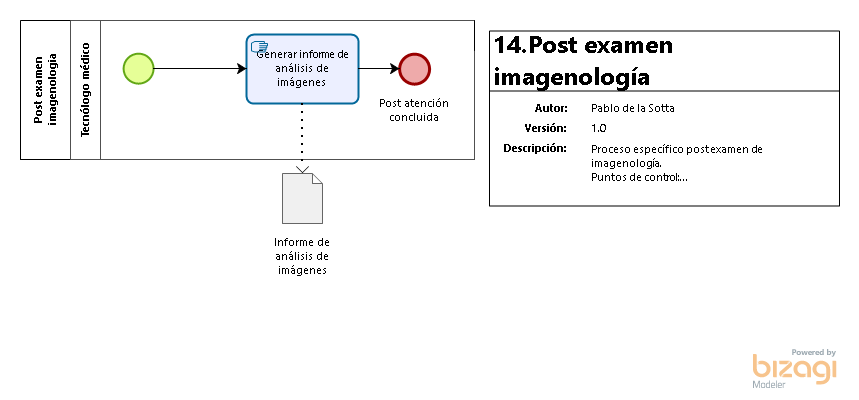 Post examen
imagenología
Tecnólogo médico
Generar informe de
análisis de
imágenes
Post atención
concluida
Informe de
análisis de
imágenes
14.Post examen
imagenología
Autor: Pablo de la Sotta
Versión: 1.0
Descripción: Proceso específico post examen de
imagenología.
Puntos de control:...
Powered by
bizagi
Modeler